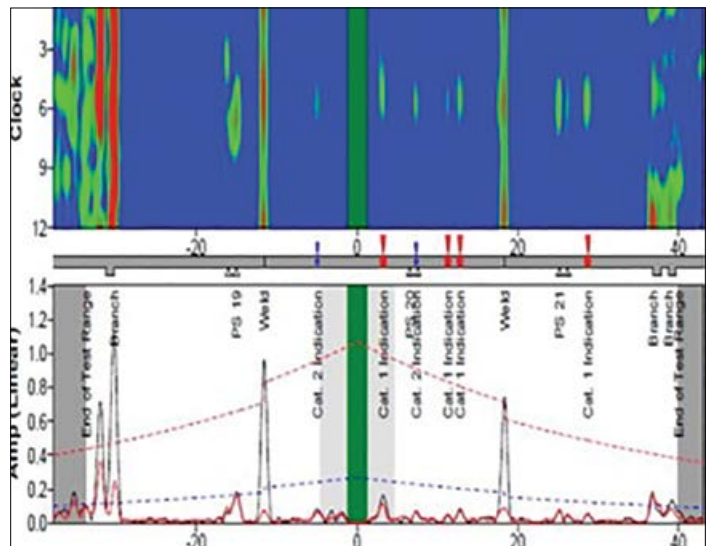 Clock
3
6
9
12
-20
0
20
40
Amp (Linear)
1.4
1.2
1.0
0.8
0.6
0.4
0.2
0.0
End of Test Range
Branch
PS 19
Weld
Cat. 2 Indication
Cat. 1 Indication
PS 20
Cat. 2 Indication
Cat. 1 Indication
Cat. 1 Indication
Weld
PS 21
Cat. 1 Indication
Branch
Branch
End of Test Range
-20
0
20
40